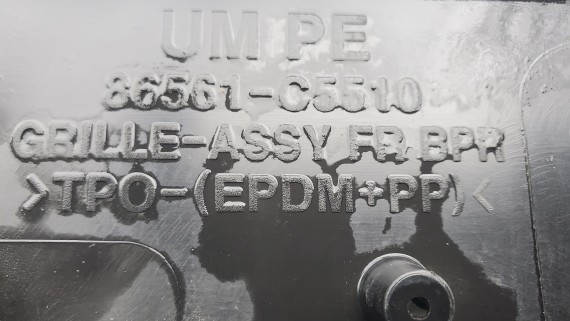 UM PE
86561-C5510
GRILLE-ASSY FR BPR
>TPO-(EPDM+PP)<